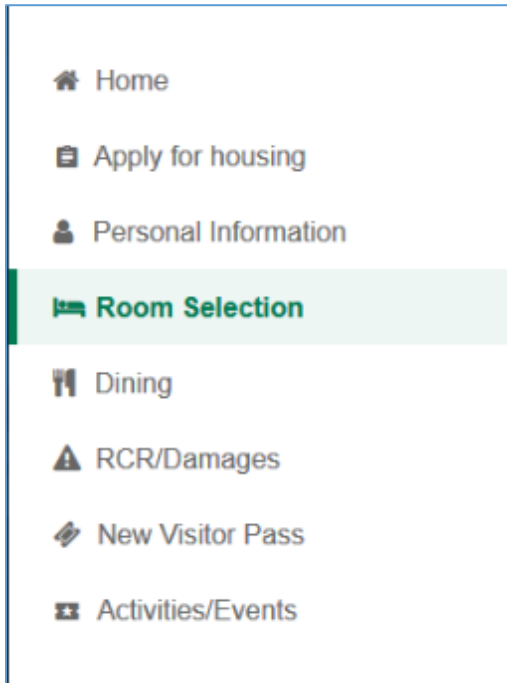 Home
Apply for housing
Personal Information
Room Selection
Dining
RCR/Damages
New Visitor Pass
Activities/Events